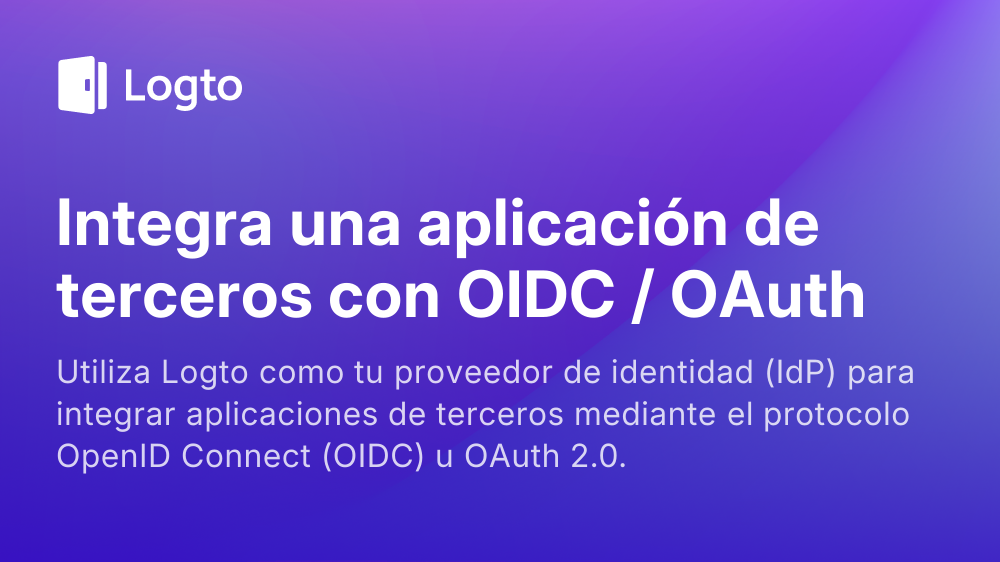 Logto
Integra una aplicación de
terceros con OIDC / OAuth
Utiliza Logto como tu proveedor de identidad (IdP) para
integrar aplicaciones de terceros mediante el protocolo
OpenID Connect (OIDC) u OAuth 2.0.